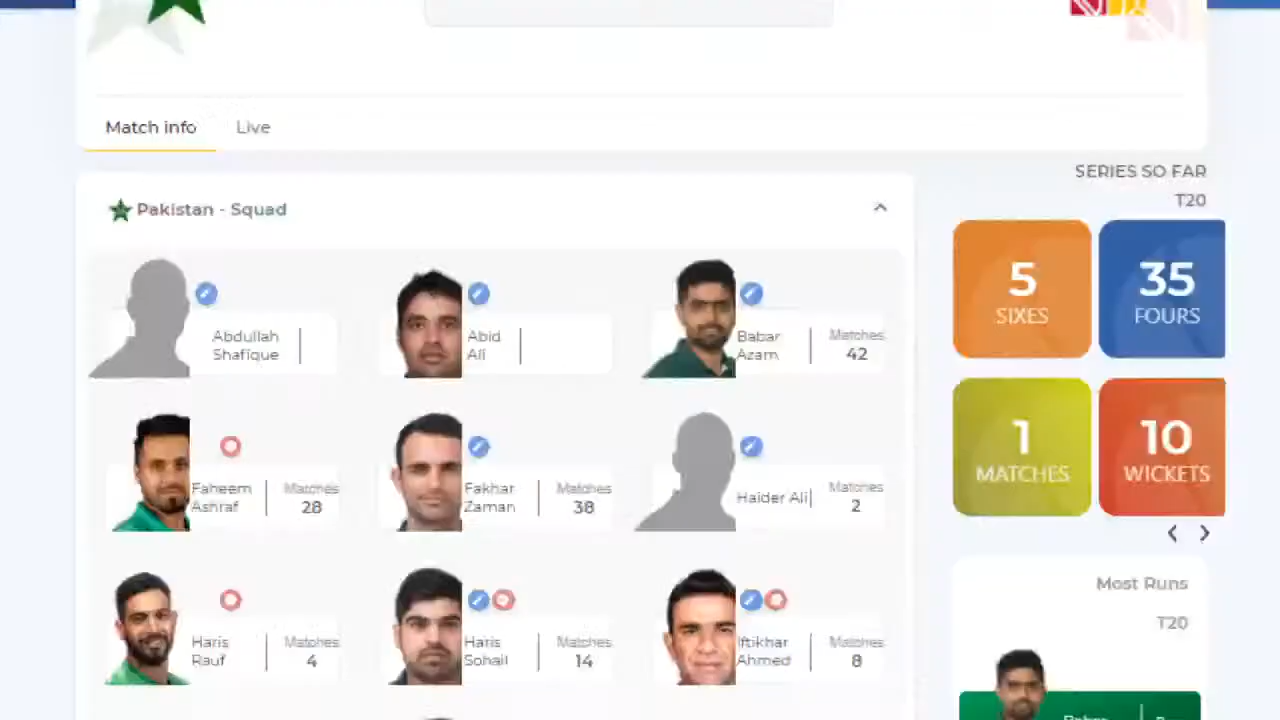 Match info
Live
SERIES SO FAR
T20
Pakistan - Squad
5
SIXES
35
FOURS
Abdullah
Shafique
Abid
Ali
Babar
Azam
Matches
42
1
MATCHES
10
WICKETS
Faheem
Ashraf
Matches
28
Fakhar
Zaman
Matches
38
Haider Ali
Matches
2
Most Runs
T20
Haris
Rauf
Matches
4
Haris
Sohail
Matches
14
Iftikhar
Ahmed
Matches
8